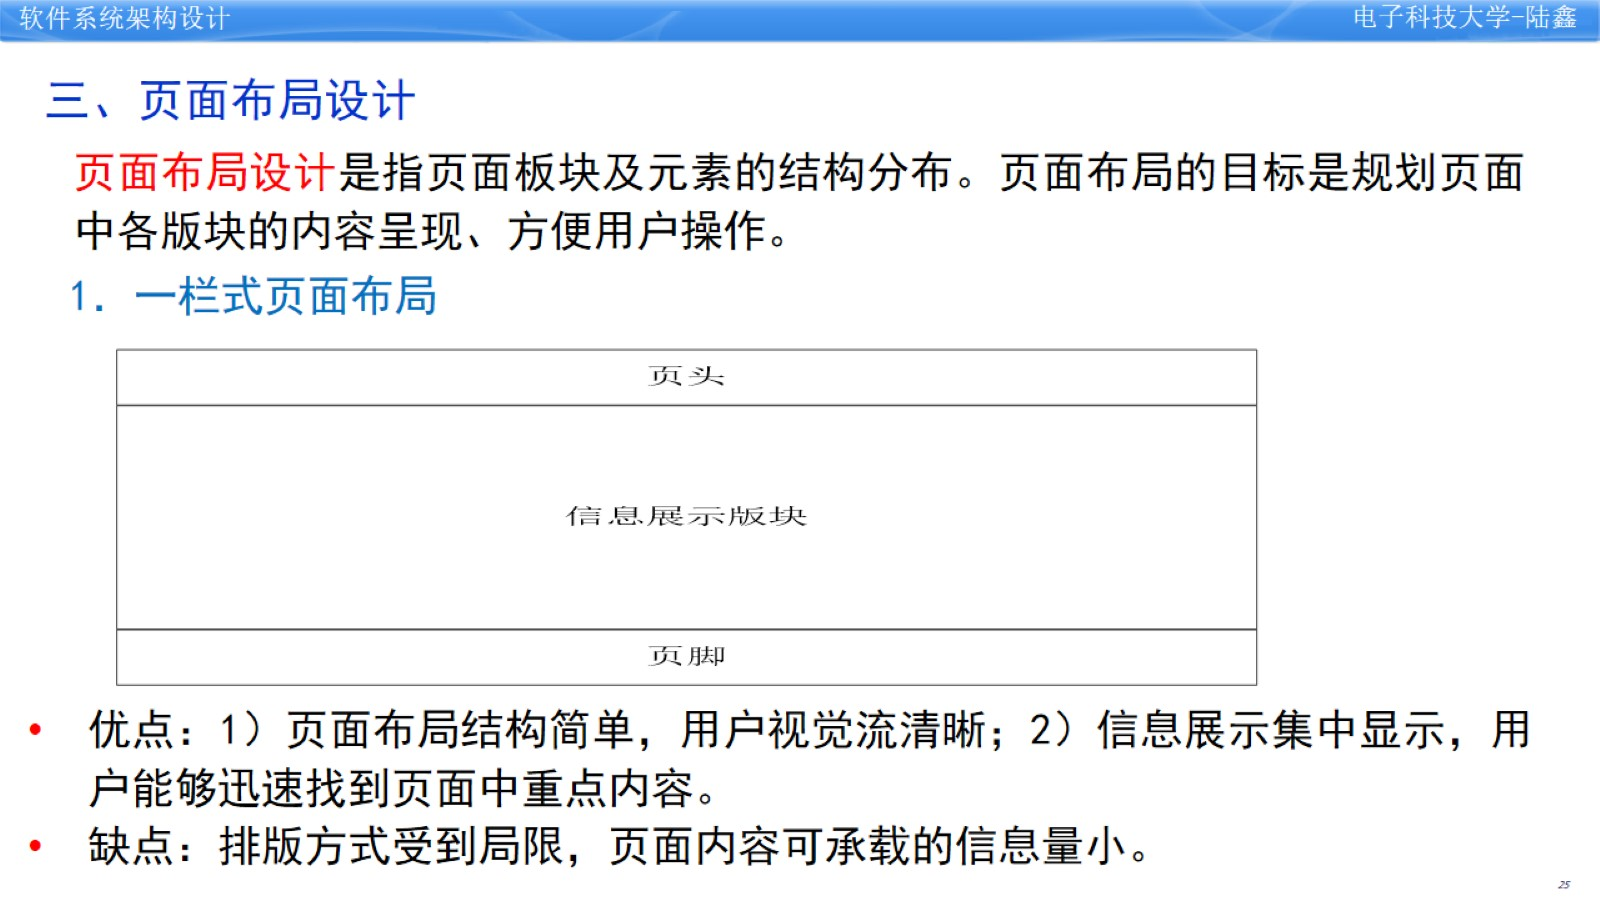 软件系统架构设计
电子科技大学-陆鑫
三、页面布局设计
页面布局设计是指页面板块及元素的结构分布。页面布局的目标是规划页面
中各版块的内容呈现、方便用户操作。
1．一栏式页面布局
页头
信息展示版块
页脚
• 优点：1）页面布局结构简单，用户视觉流清晰；2）信息展示集中显示，用
户能够迅速找到页面中重点内容。
• 缺点：排版方式受到局限，页面内容可承载的信息量小。
25